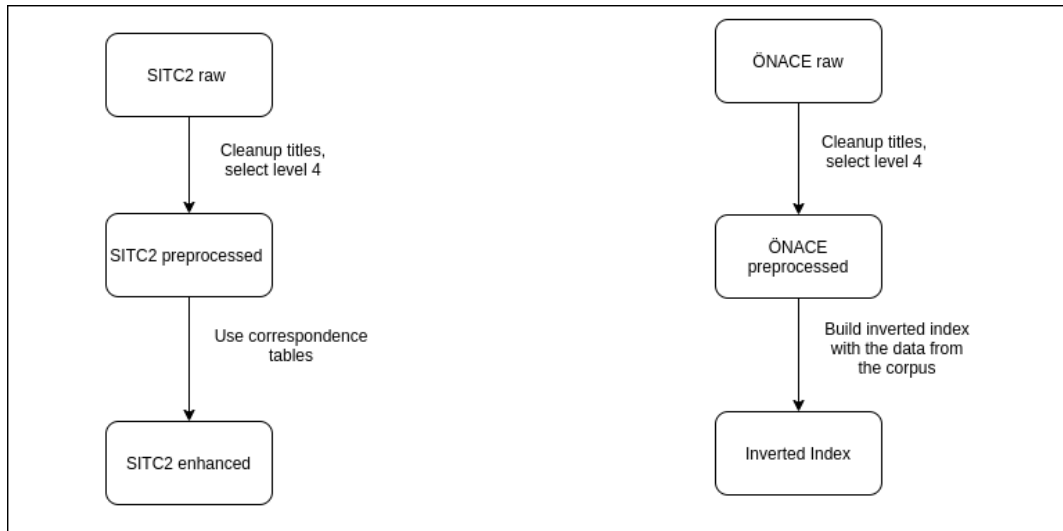 SITC2 raw
Cleanup titles,
select level 4
SITC2 preprocessed
Use correspondence
tables
SITC2 enhanced
ÖNACE raw
Cleanup titles,
select level 4
ÖNACE
preprocessed
Build inverted index
with the data from
the corpus
Inverted Index